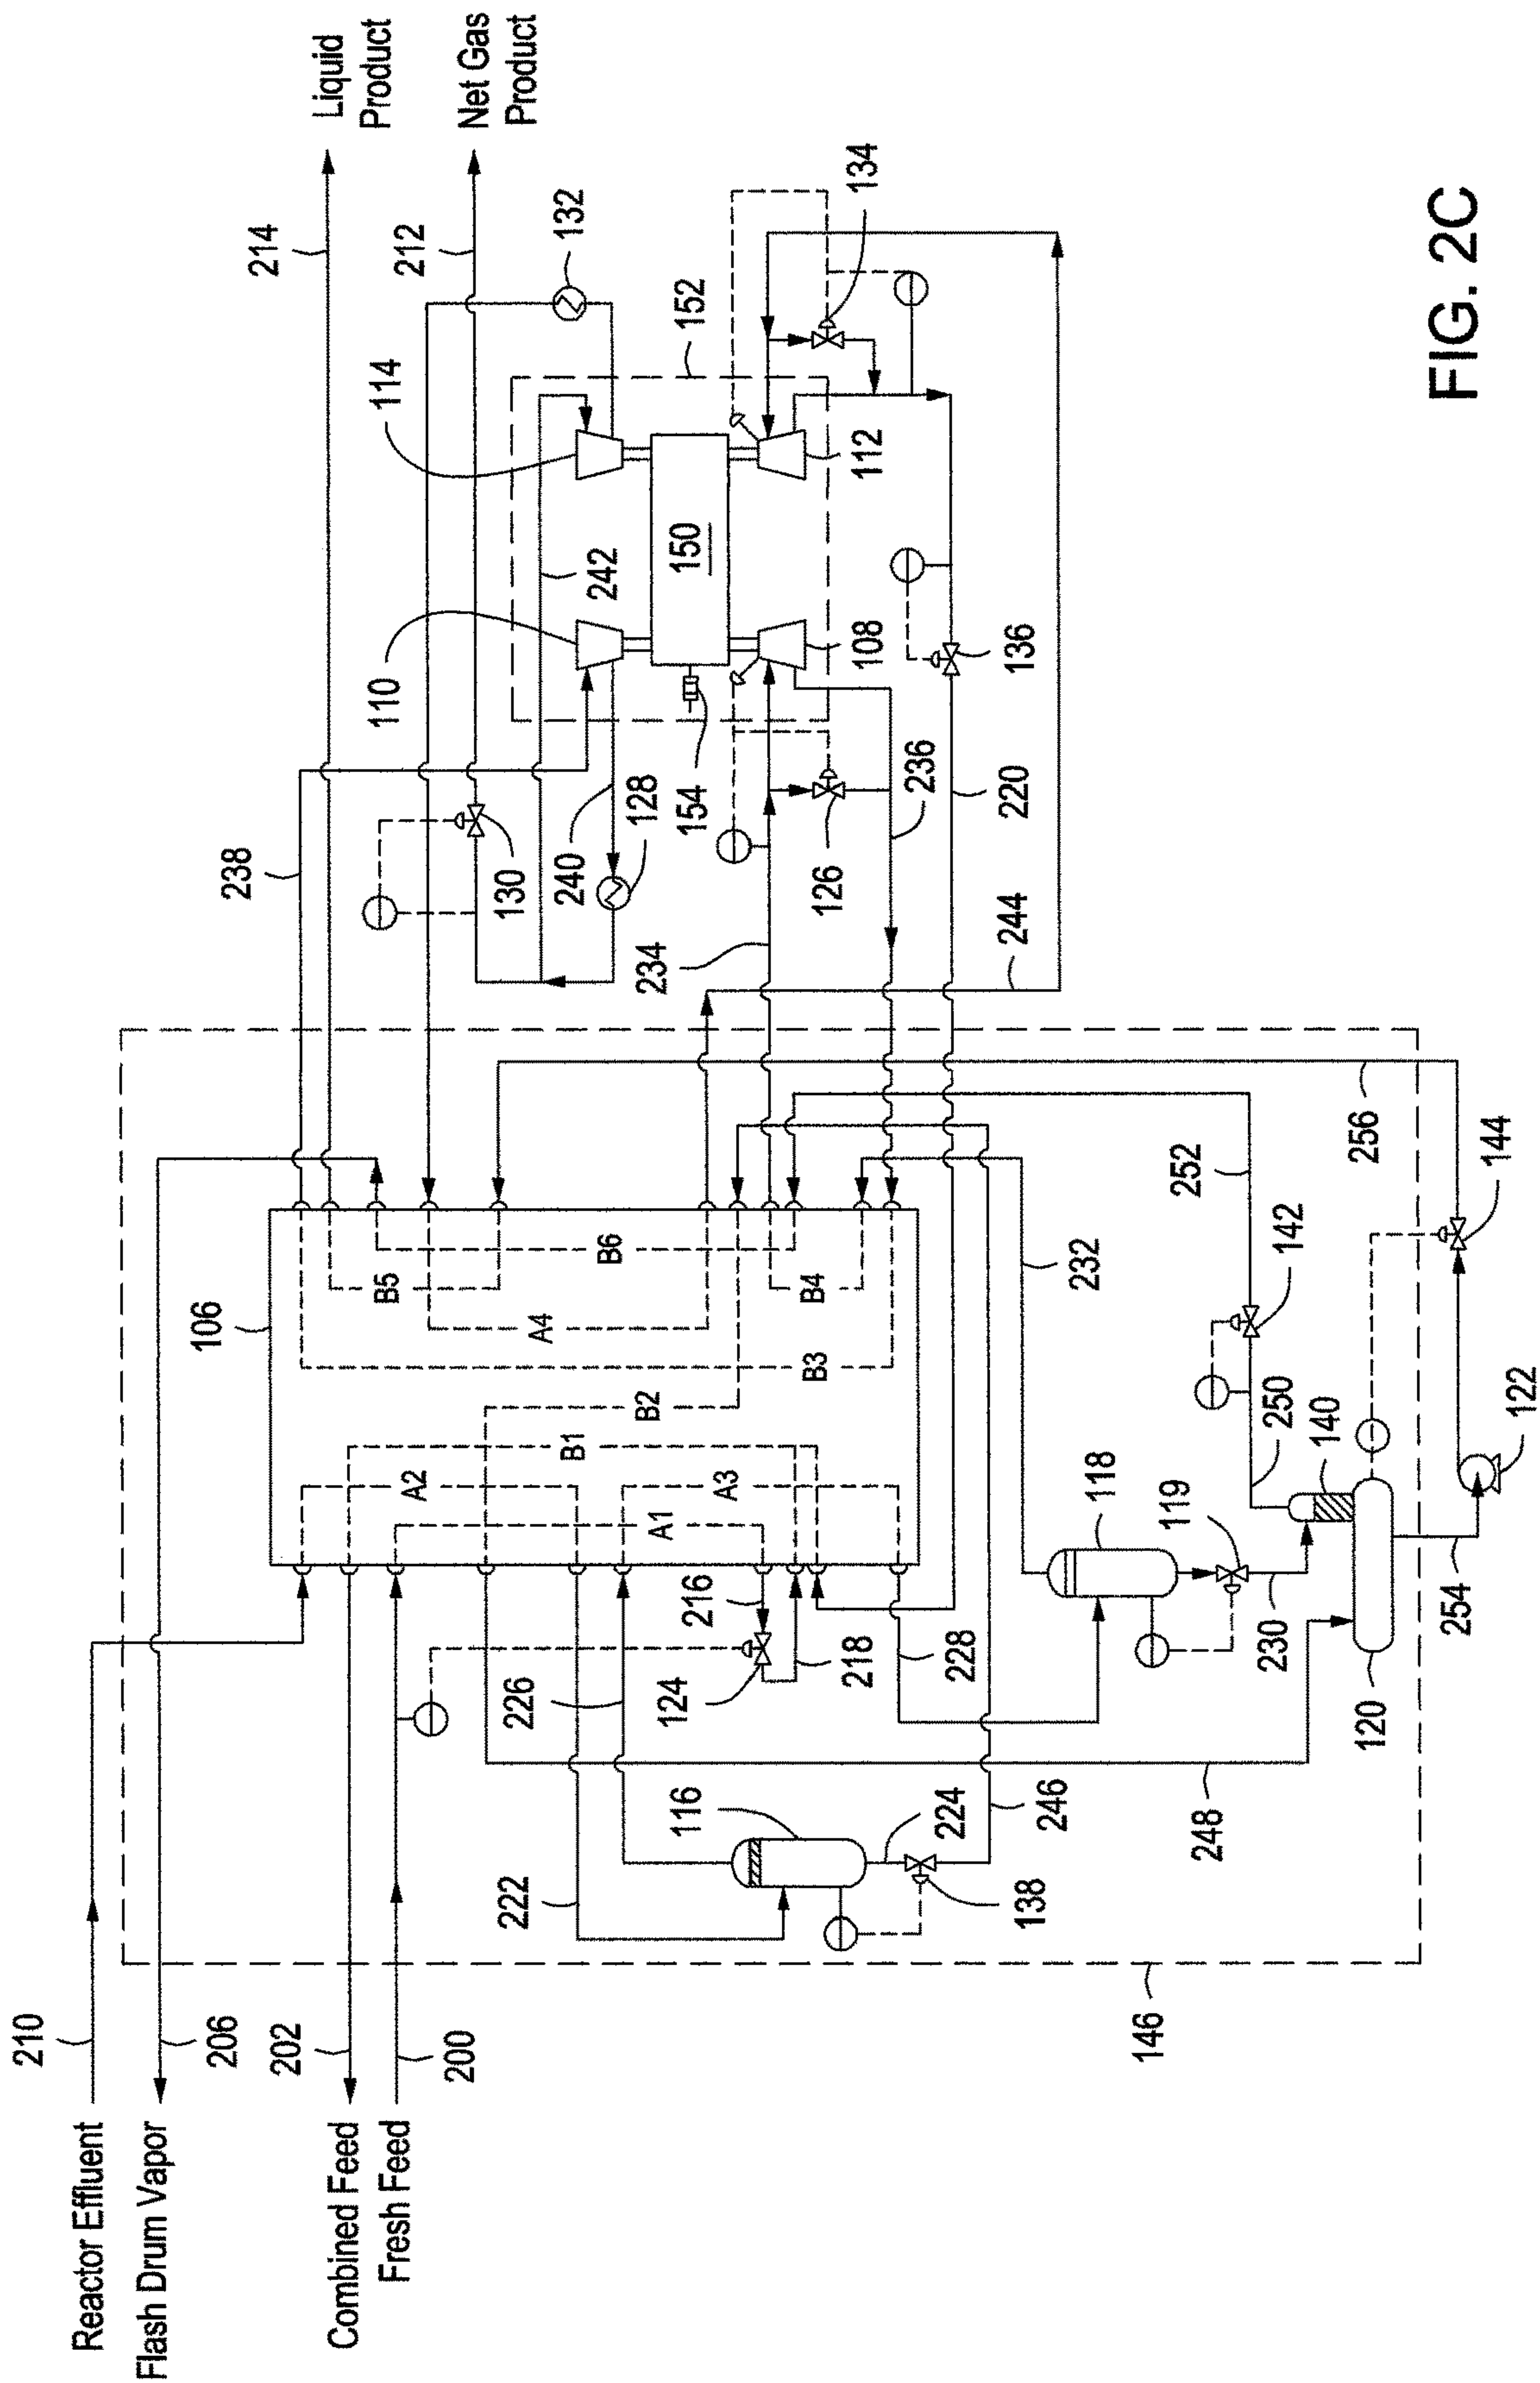 Reactor Effluent
210
Flash Drum Vapor
206
Combined Feed
202
Fresh Feed
200
146
222
116
224
138
246
248
226
216
124
218
228
106
A2
A1
B1
A3
B2
B3
A4
B5
B6
B4
118
119
230
232
120
140
250
142
252
254
122
144
256
238
234
236
244
220
136
130
240
128
242
154
126
110
114
150
108
112
152
132
134
214
Liquid
Product
212
Net Gas
Product
FIG. 2C